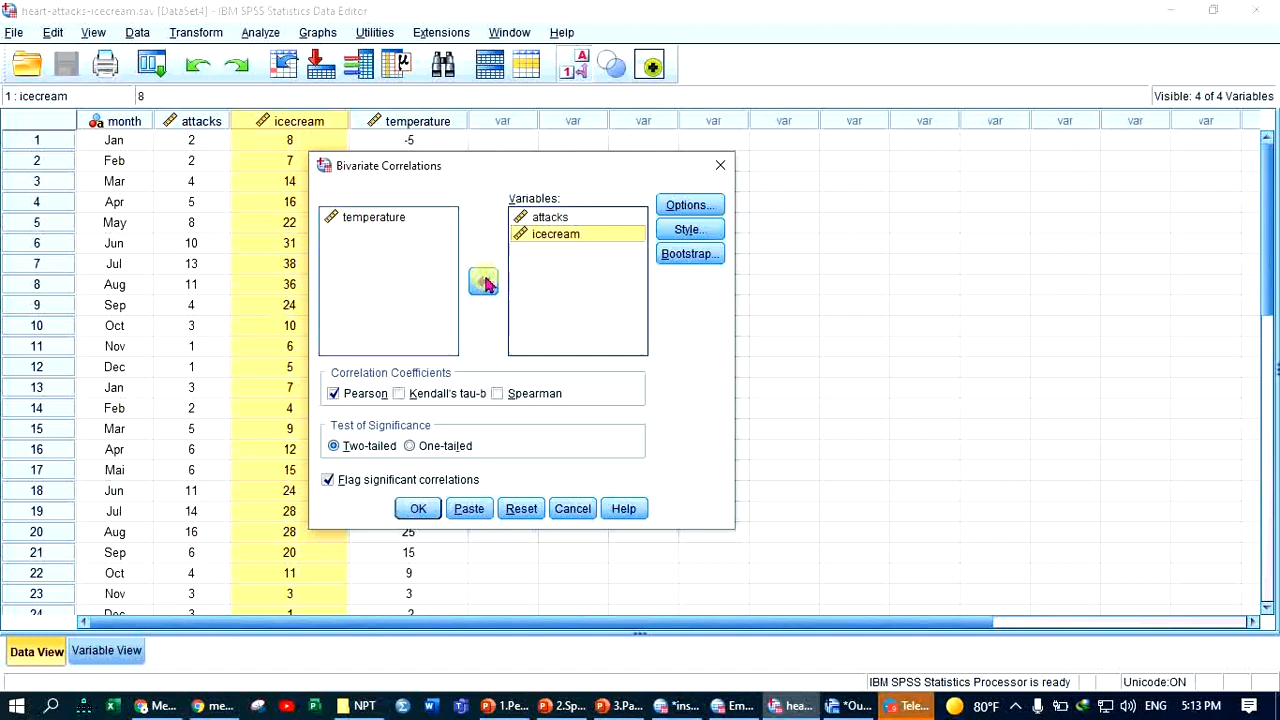 heart-attacks-icecream.sav [DataSet4] - IBM SPSS Statistics Data Editor
File Edit View Data Transform Analyze Graphs Utilities Extensions Window Help
1 : icecream 8 Visible: 4 of 4 Variables
month attacks icecream temperature var var var var var
1 Jan 2 8 -5
2 Feb 2 7
3 Mar 4 14
4 Apr 5 16
5 May 8 22
6 Jun 10 31
7 Jul 13 38
8 Aug 11 36
9 Sep 4 24
10 Oct 3 10
11 Nov 1 6
12 Dec 1 5
13 Jan 3 7
14 Feb 2 4
15 Mar 5 9
16 Apr 6 12
17 Mai 6 15
18 Jun 11 24
19 Jul 14 28
20 Aug 16 28 25
21 Sep 6 20 15
22 Oct 6 11 9
23 Nov 3 3 3
24 Dec 3 1 2
Bivariate Correlations
Variables:
temperature
attacks
icecream
Options...
Style...
Bootstrap...
Correlation Coefficients
Pearson Kendall's tau-b Spearman
Test of Significance
Two-tailed One-tailed
Flag significant correlations
OK Paste Reset Cancel Help
Data View Variable View
IBM SPSS Statistics Processor is ready Unicode:ON
Me... me... NPT 1.Pe... 2.Sp... 3.Pa... *ins... Em... hea... *Ou... Tele... 80°F ENG 5:13 PM